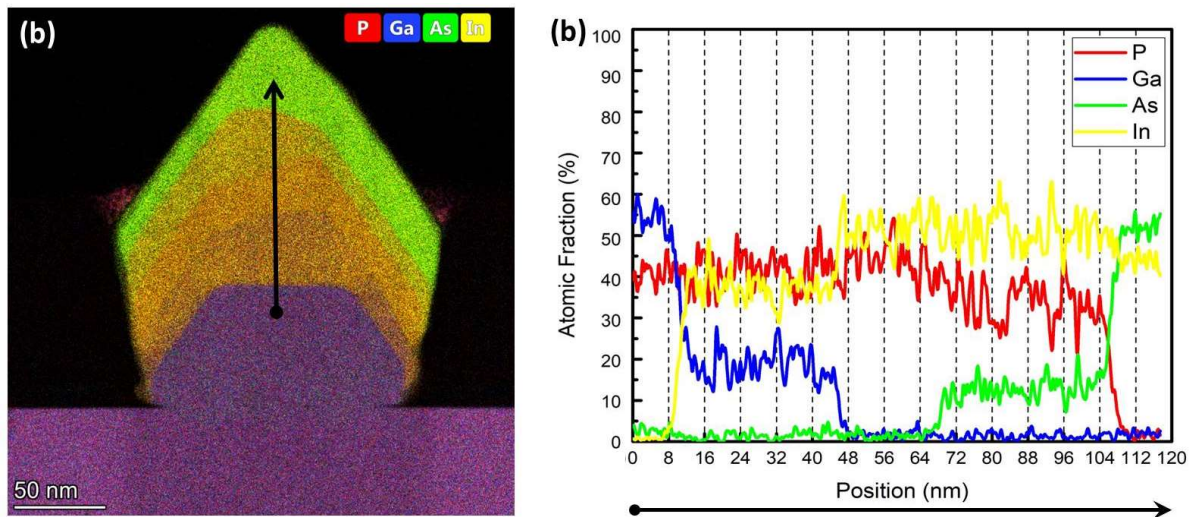 (b)
P Ga As In
50 nm
(b)
100
90
80
70
60
50
40
30
20
10
0
Atomic Fraction (%)
P
Ga
As
In
0 8 16 24 32 40 48 56 64 72 80 88 96 104 112 120
Position (nm)